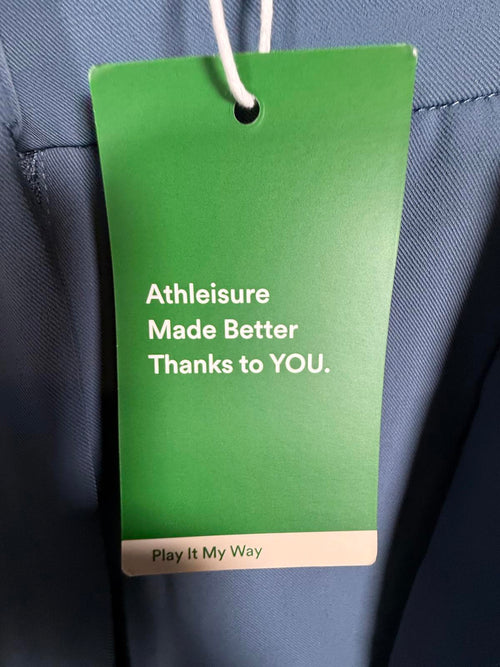 Athleisure
Made Better
Thanks to YOU.
Play It My Way